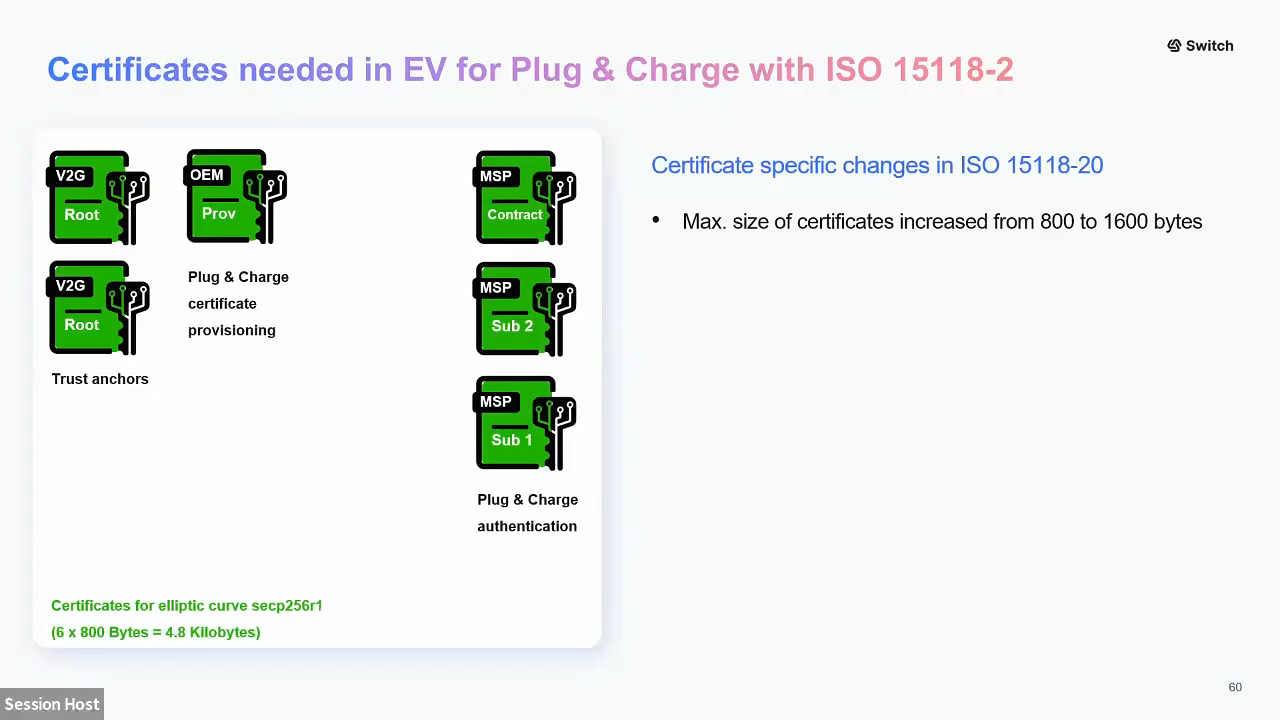 Switch
Certificates needed in EV for Plug & Charge with ISO 15118-2
V2G
Root
OEM
Prov
MSP
Contract
Plug & Charge
certificate
provisioning
V2G
Root
Trust anchors
MSP
Sub 2
MSP
Sub 1
Plug & Charge
authentication
Certificates for elliptic curve secp256r1
(6 x 800 Bytes = 4.8 KIlobytes)
Certificate specific changes in ISO 15118-20
• Max. size of certificates increased from 800 to 1600 bytes
60
Session Host